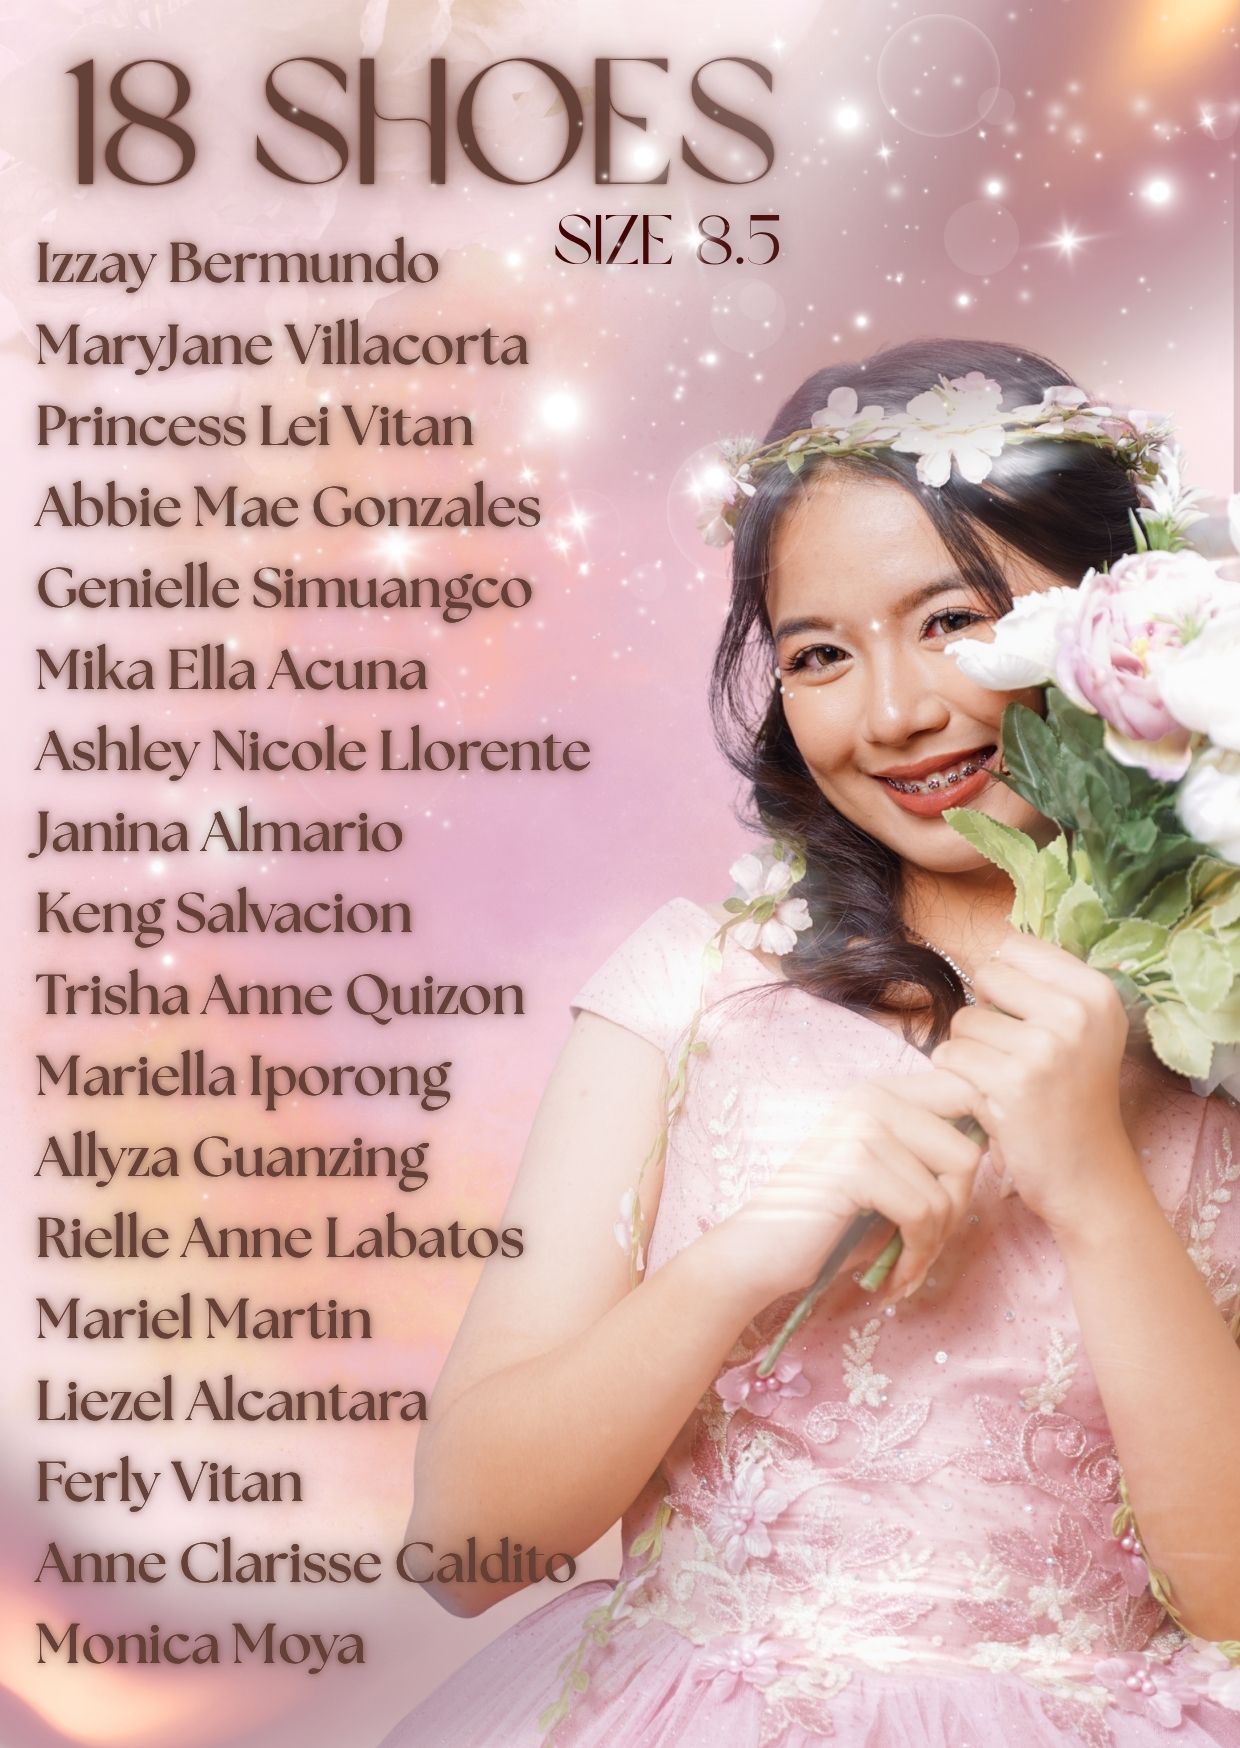 18 SHOES
SIZE 8.5
Izzay Bermundo
MaryJane Villacorta
Princess Lei Vitan
Abbie Mae Gonzales
Genielle Simuangco
Mika Ella Acuna
Ashley Nicole Llorente
Janina Almario
Keng Salvacion
Trisha Anne Quizon
Mariella Iporong
Allyza Guanzing
Rielle Anne Labatos
Mariel Martin
Liezel Alcantara
Ferly Vitan
Anne Clarisse Caldito
Monica Moya